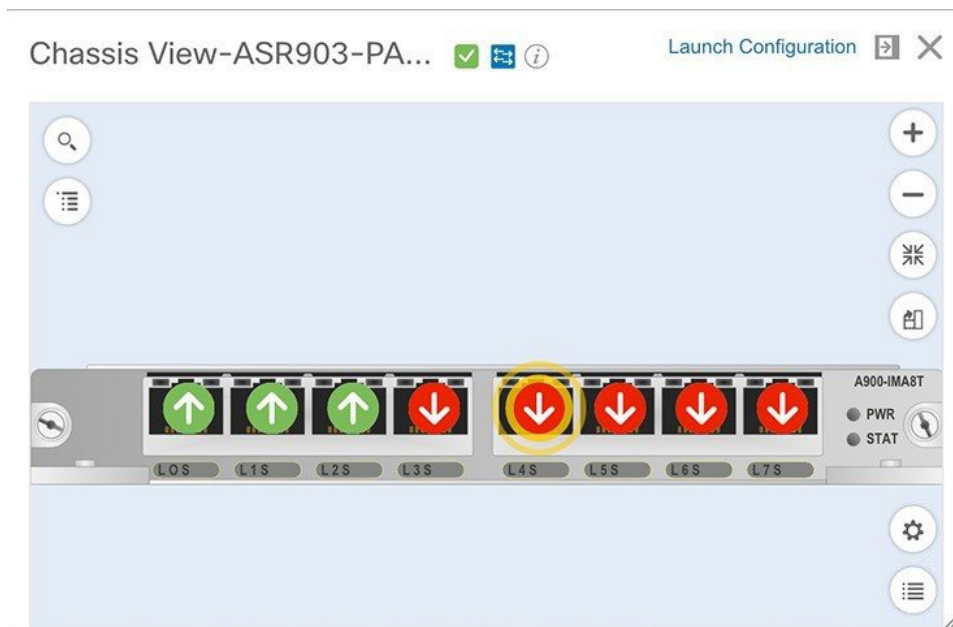 Chassis View-ASR903-PA...
Launch Configuration
A900-IMA8T
PWR
STAT
L0S L1S L2S L3S L4S L5S L6S L7S